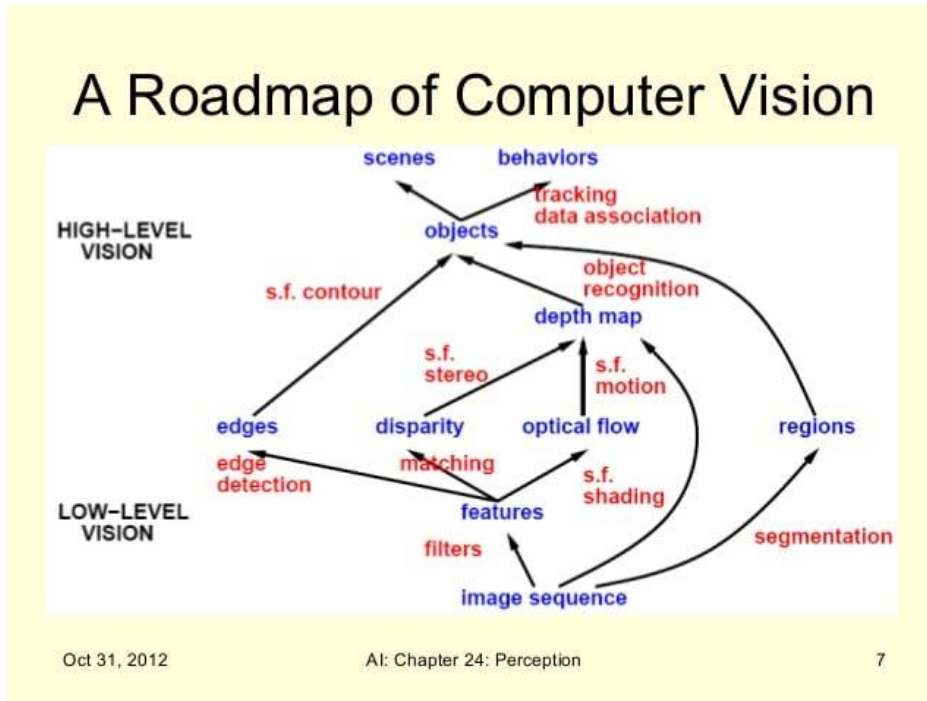 A Roadmap of Computer Vision
scenes behaviors
tracking
data association
HIGH−LEVEL
VISION
objects
object
recognition
s.f. contour
depth map
s.f.
stereo
s.f.
motion
edges disparity optical flow regions
edge
detection
matching
s.f.
shading
LOW−LEVEL
VISION
features
filters
segmentation
image sequence
Oct 31, 2012 AI: Chapter 24: Perception 7